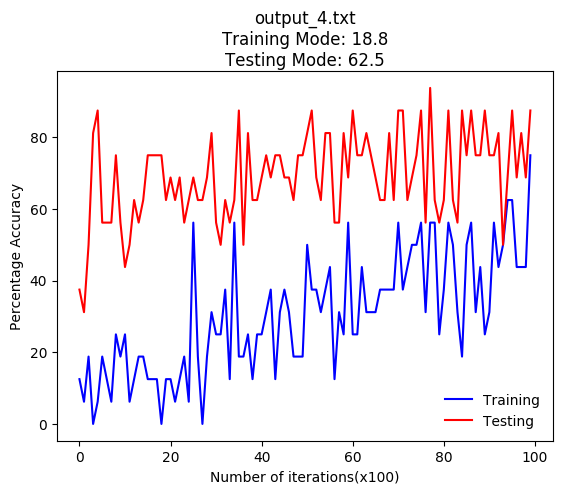 output_4.txt
Training Mode: 18.8
Testing Mode: 62.5
Percentage Accuracy
80
60
40
20
0
0 20 40 60 80 100
Number of iterations(x100)
Training
Testing